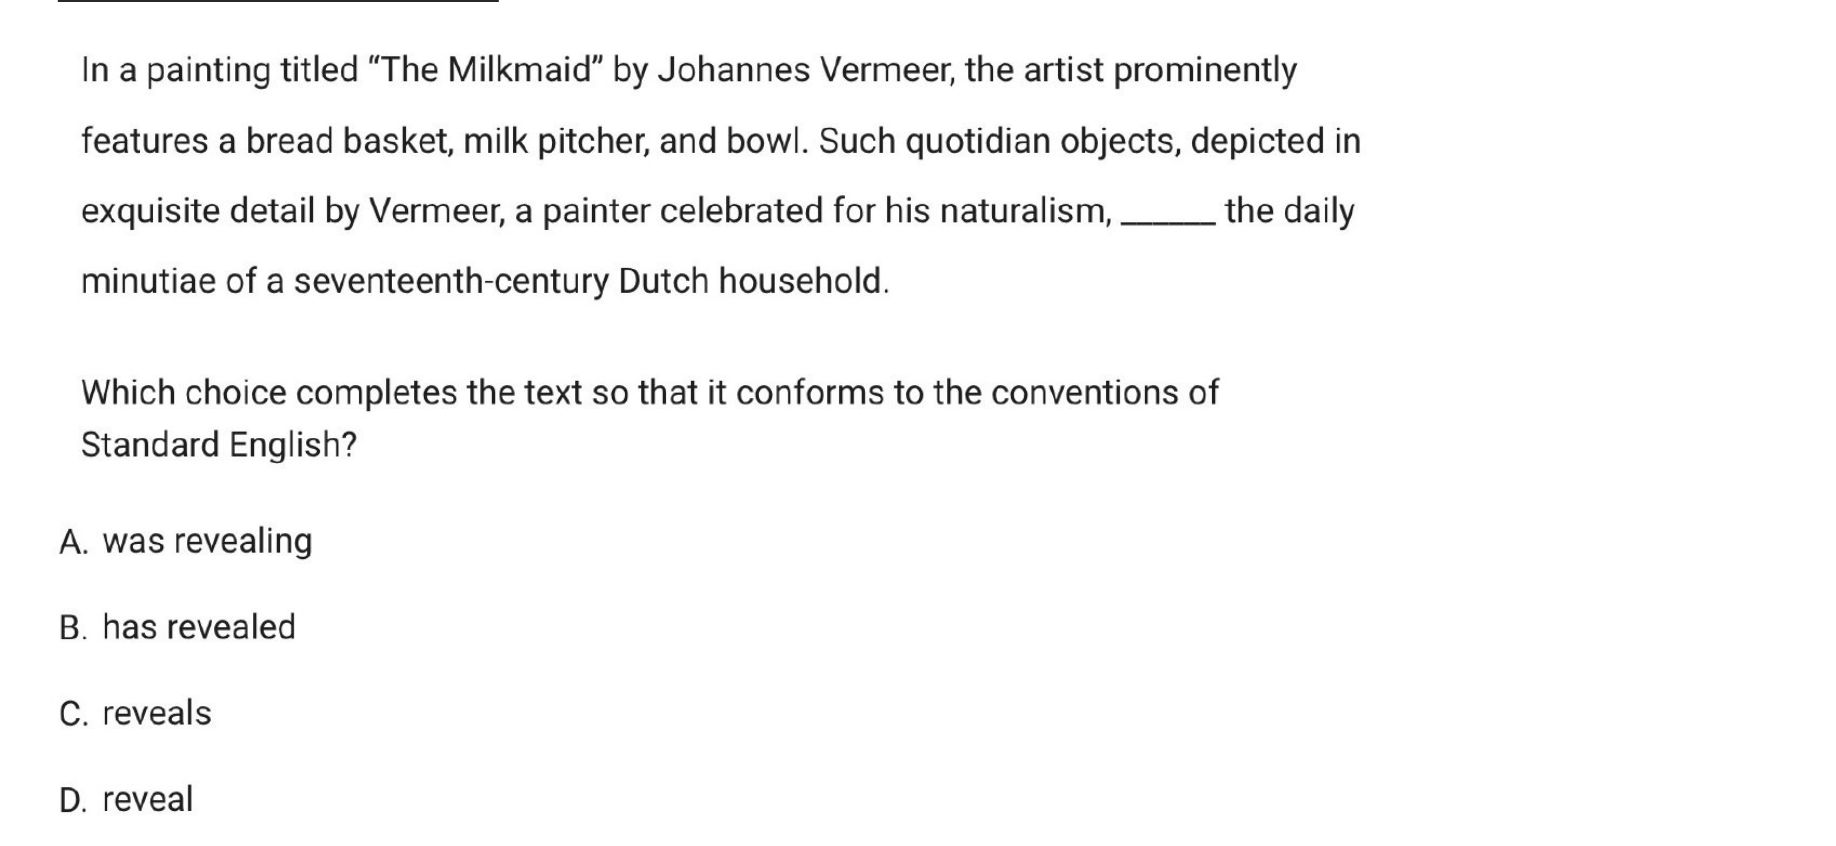 In a painting titled “The Milkmaid” by Johannes Vermeer, the artist prominently
features a bread basket, milk pitcher, and bowl. Such quotidian objects, depicted in
exquisite detail by Vermeer, a painter celebrated for his naturalism, ______ the daily
minutiae of a seventeenth-century Dutch household.
Which choice completes the text so that it conforms to the conventions of
Standard English?
A. was revealing
B. has revealed
C. reveals
D. reveal